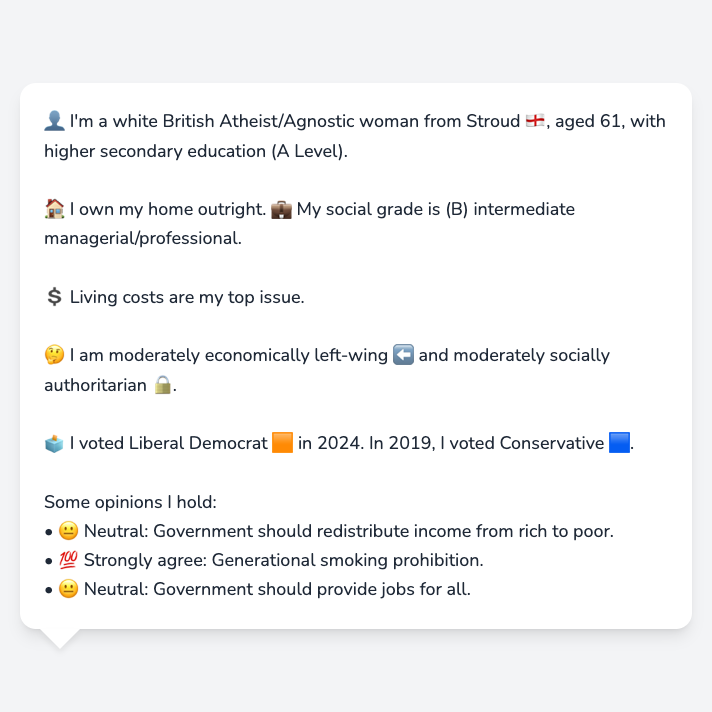 👤 I'm a white British Atheist/Agnostic woman from Stroud 🏴󠁧󠁢󠁥󠁮󠁧󠁿, aged 61, with
higher secondary education (A Level).
🏠 I own my home outright. 💼 My social grade is (B) intermediate
managerial/professional.
💲 Living costs are my top issue.
🤔 I am moderately economically left-wing ⬅️ and moderately socially
authoritarian 🔒.
🗳️ I voted Liberal Democrat 🟧 in 2024. In 2019, I voted Conservative 🟦.
Some opinions I hold:
• 😐 Neutral: Government should redistribute income from rich to poor.
• 💯 Strongly agree: Generational smoking prohibition.
• 😐 Neutral: Government should provide jobs for all.